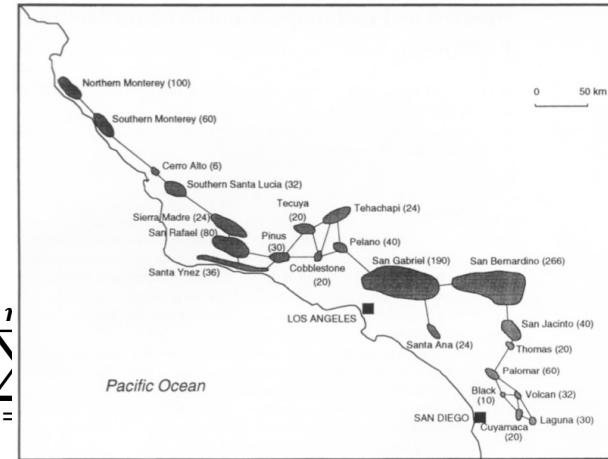 Northern Monterey (100)
0 50 km
Southern Monterey (60)
Cerro Alto (6)
Southern Santa Lucia (32)
Tecuya
(20)
Tehachapi (24)
Sierra Madre (24)
San Rafael (80)
Pinus
(30)
Pelano (40)
Santa Ynez (36)
Cobblestone
(20)
San Gabriel (190)
San Bernardino (266)
LOS ANGELES
Santa Ana (24)
San Jacinto (40)
Thomas (20)
Palomar (60)
Pacific Ocean
Black
(10)
Volcan (32)
SAN DIEGO
Laguna (30)
Cuyamaca
(20)